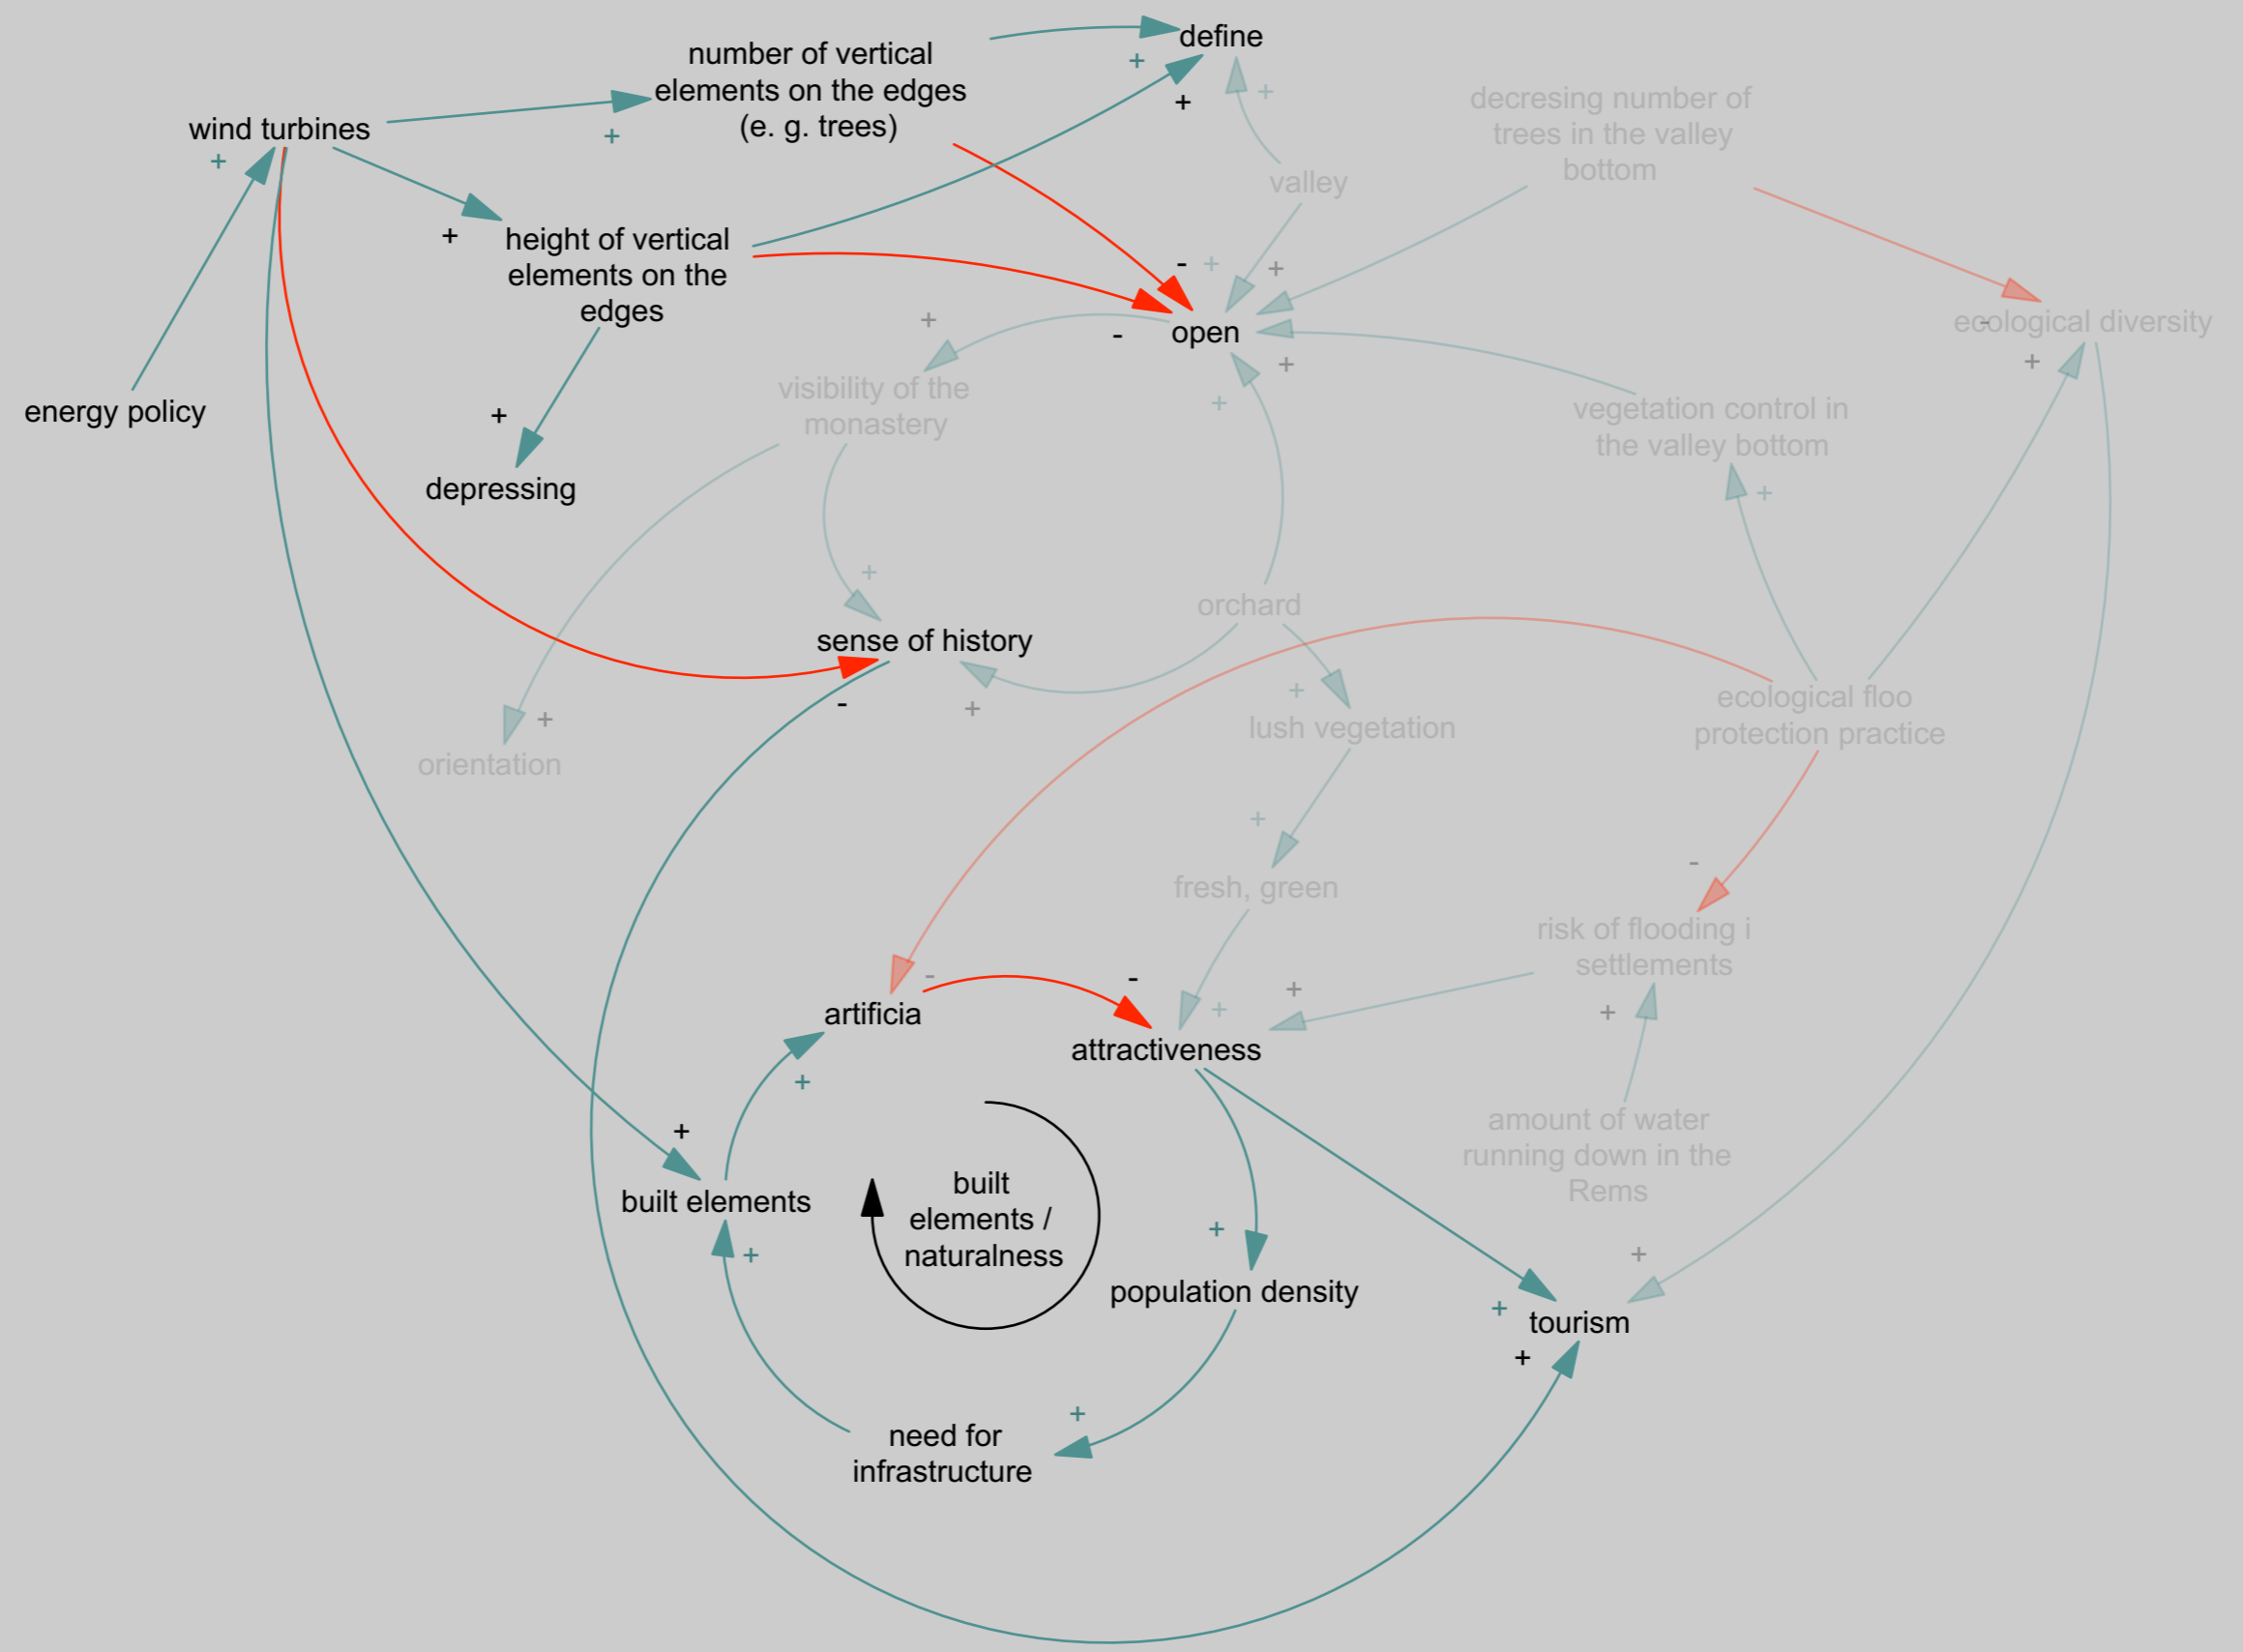 define
number of vertical
elements on the edges
(e. g. trees)
decresing number of
trees in the valley
bottom
wind turbines
valley
height of vertical
elements on the
edges
open
ecological diversity
visibility of the
monastery
energy policy
vegetation control in
the valley bottom
depressing
orchard
sense of history
ecological floo
protection practice
lush vegetation
orientation
fresh, green
risk of flooding i
settlements
artificia
attractiveness
amount of water
running down in the
Rems
built
elements /
naturalness
built elements
population density
tourism
need for
infrastructure